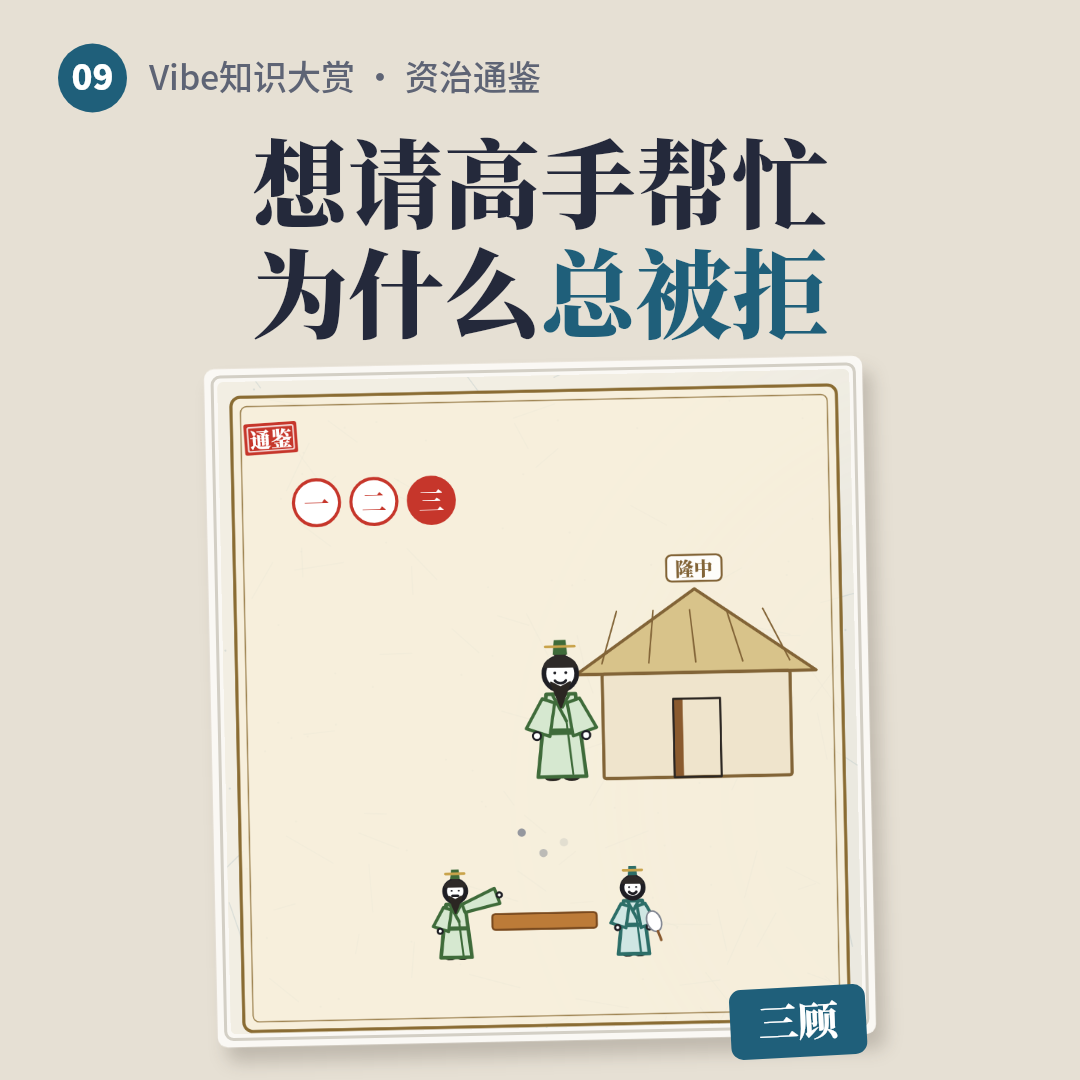 09 Vibe知识大赏 · 资治通鉴
想请高手帮忙
为什么总被拒
通鉴
一 二 三
隆中
三顾